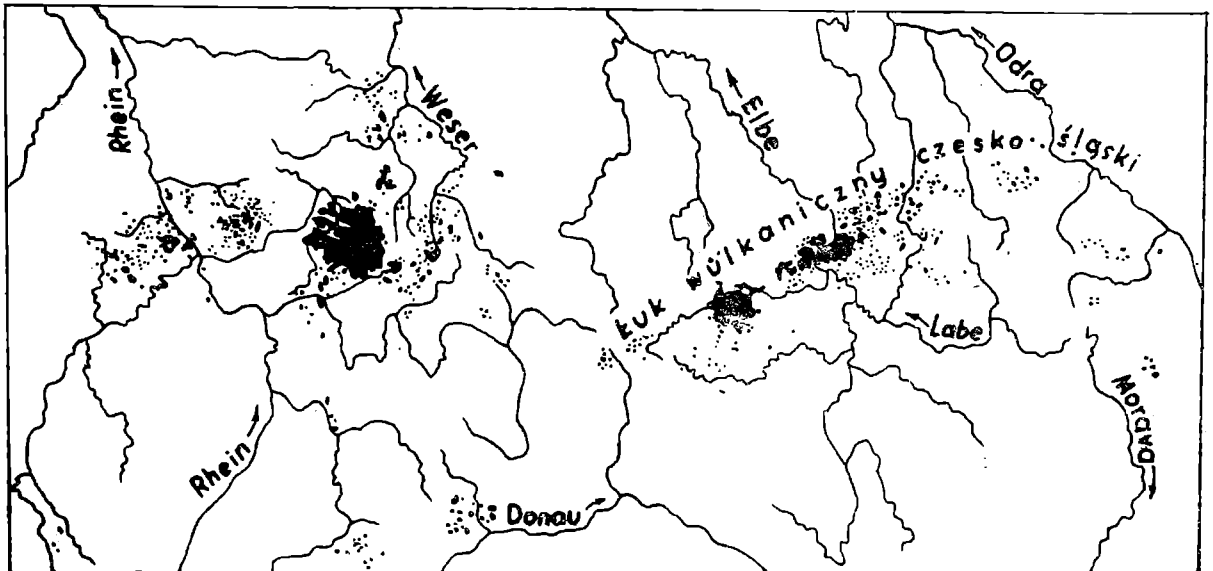 Rhein
Weser
Elbe
Odra
Łuk wulkaniczny czesko-śląski
Labe
Morava
Rhein
Donau